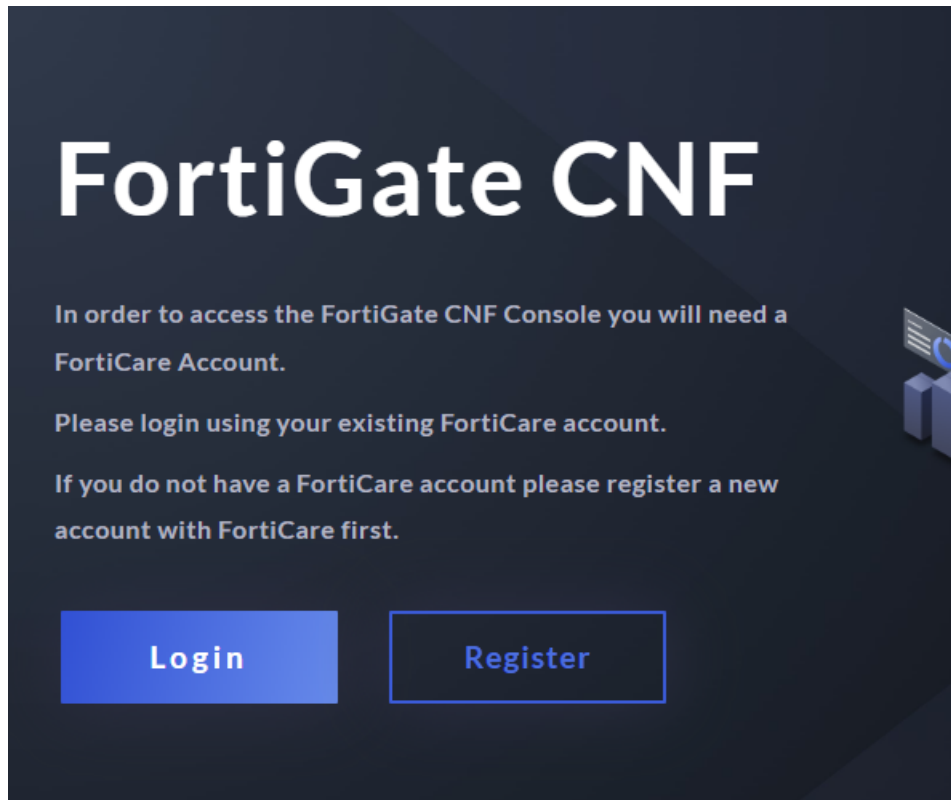 FortiGate CNF
In order to access the FortiGate CNF Console you will need a
FortiCare Account.
Please login using your existing FortiCare account.
If you do not have a FortiCare account please register a new
account with FortiCare first.
Login Register